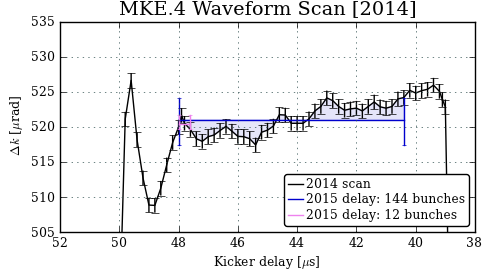 MKE.4 Waveform Scan [2014]
Δk [μrad]
535
530
525
520
515
510
505
52 50 48 46 44 42 40 38
Kicker delay [μs]
2014 scan
2015 delay: 144 bunches
2015 delay: 12 bunches